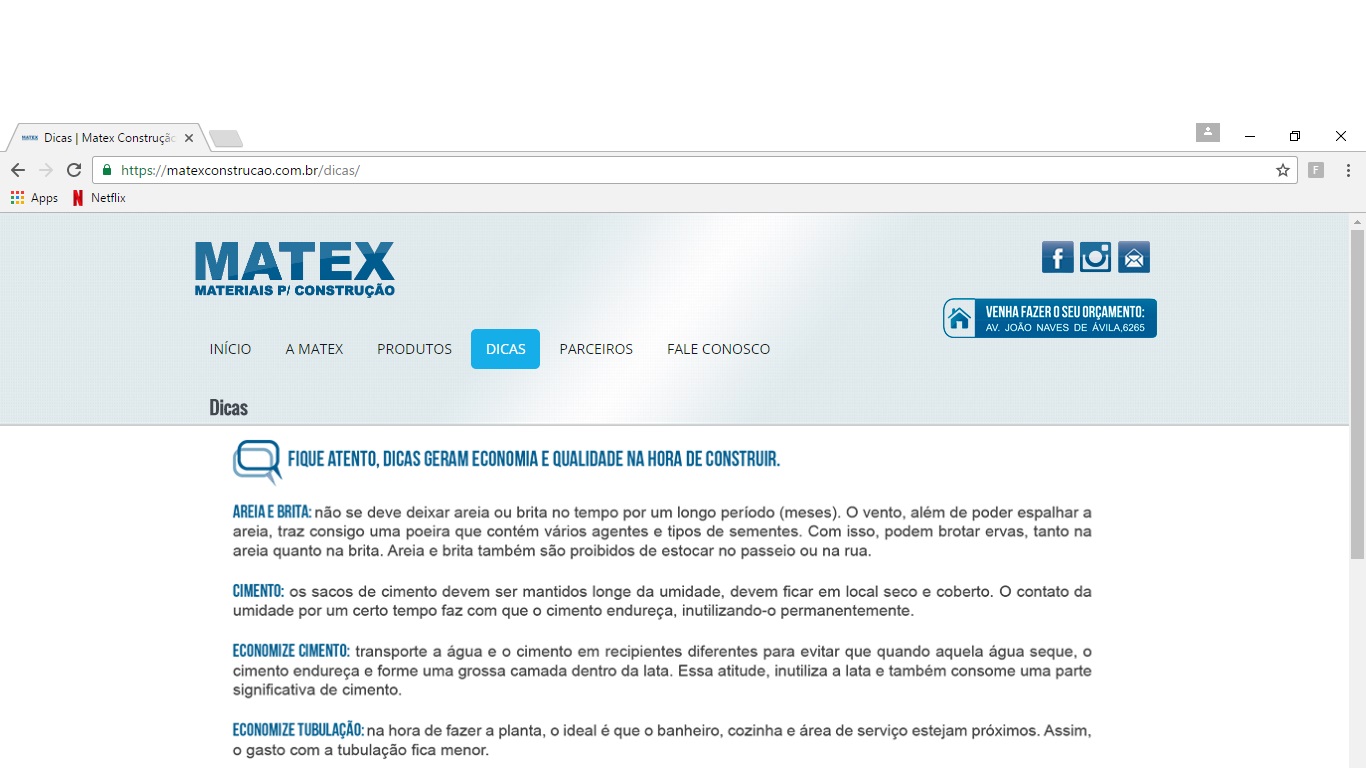 MATEX Dicas | Matex Construçã
https://matexconstrucao.com.br/dicas/
F
Apps Netflix
MATEX
MATERIAIS P/ CONSTRUÇÃO
VENHA FAZER O SEU ORÇAMENTO:
AV. JOÃO NAVES DE ÁVILA,6265
INÍCIO A MATEX PRODUTOS DICAS PARCEIROS FALE CONOSCO
Dicas
FIQUE ATENTO, DICAS GERAM ECONOMIA E QUALIDADE NA HORA DE CONSTRUIR.
AREIA E BRITA: não se deve deixar areia ou brita no tempo por um longo período (meses). O vento, além de poder espalhar a
areia, traz consigo uma poeira que contém vários agentes e tipos de sementes. Com isso, podem brotar ervas, tanto na
areia quanto na brita. Areia e brita também são proibidos de estocar no passeio ou na rua.
CIMENTO: os sacos de cimento devem ser mantidos longe da umidade, devem ficar em local seco e coberto. O contato da
umidade por um certo tempo faz com que o cimento endureça, inutilizando-o permanentemente.
ECONOMIZE CIMENTO: transporte a água e o cimento em recipientes diferentes para evitar que quando aquela água seque, o
cimento endureça e forme uma grossa camada dentro da lata. Essa atitude, inutiliza a lata e também consome uma parte
significativa de cimento.
ECONOMIZE TUBULAÇÃO: na hora de fazer a planta, o ideal é que o banheiro, cozinha e área de serviço estejam próximos. Assim,
o gasto com a tubulação fica menor.